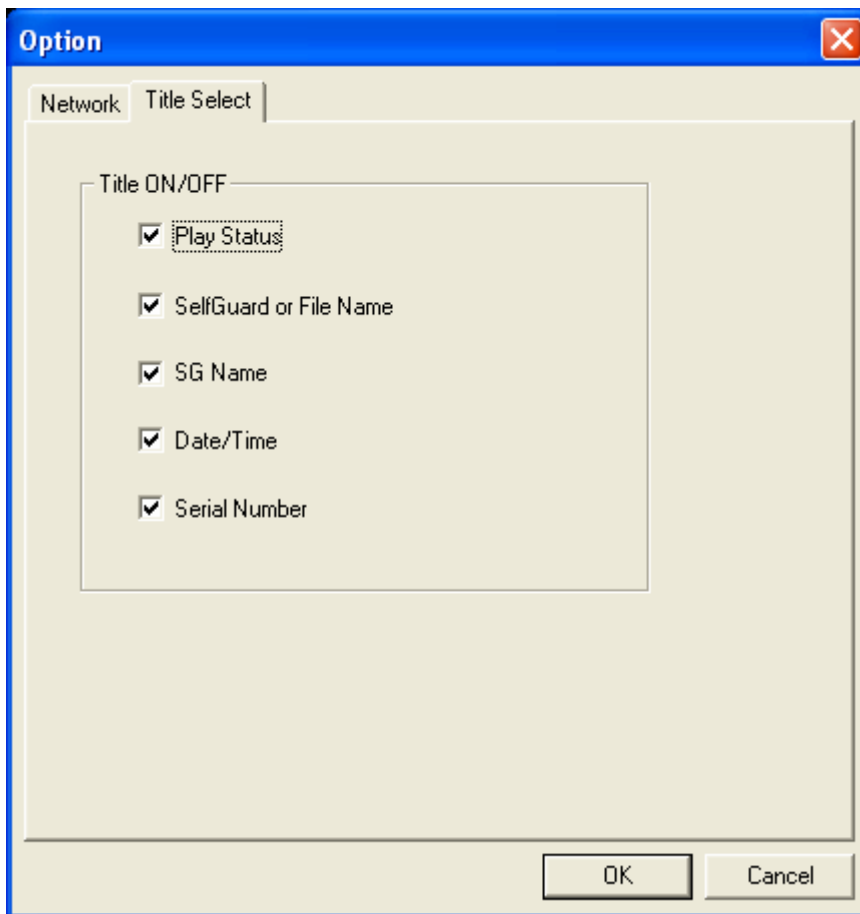 Option
Network
Title Select
Title ON/OFF
Play Status
SelfGuard or File Name
SG Name
Date/Time
Serial Number
OK
Cancel